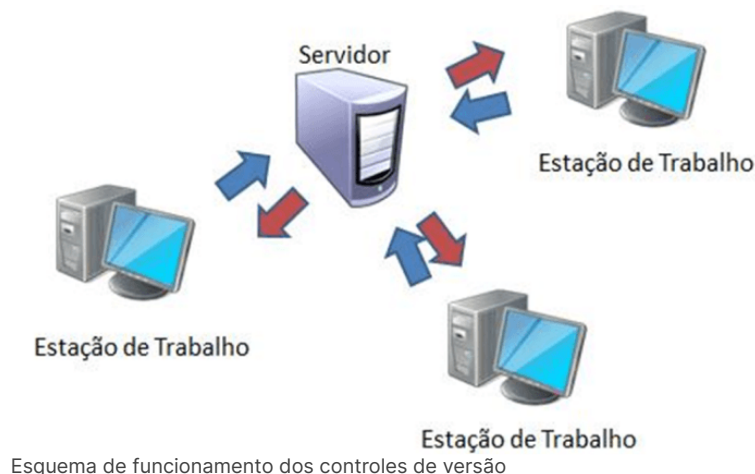 Servidor
Estação de Trabalho
Estação de Trabalho
Estação de Trabalho
Esquema de funcionamento dos controles de versão